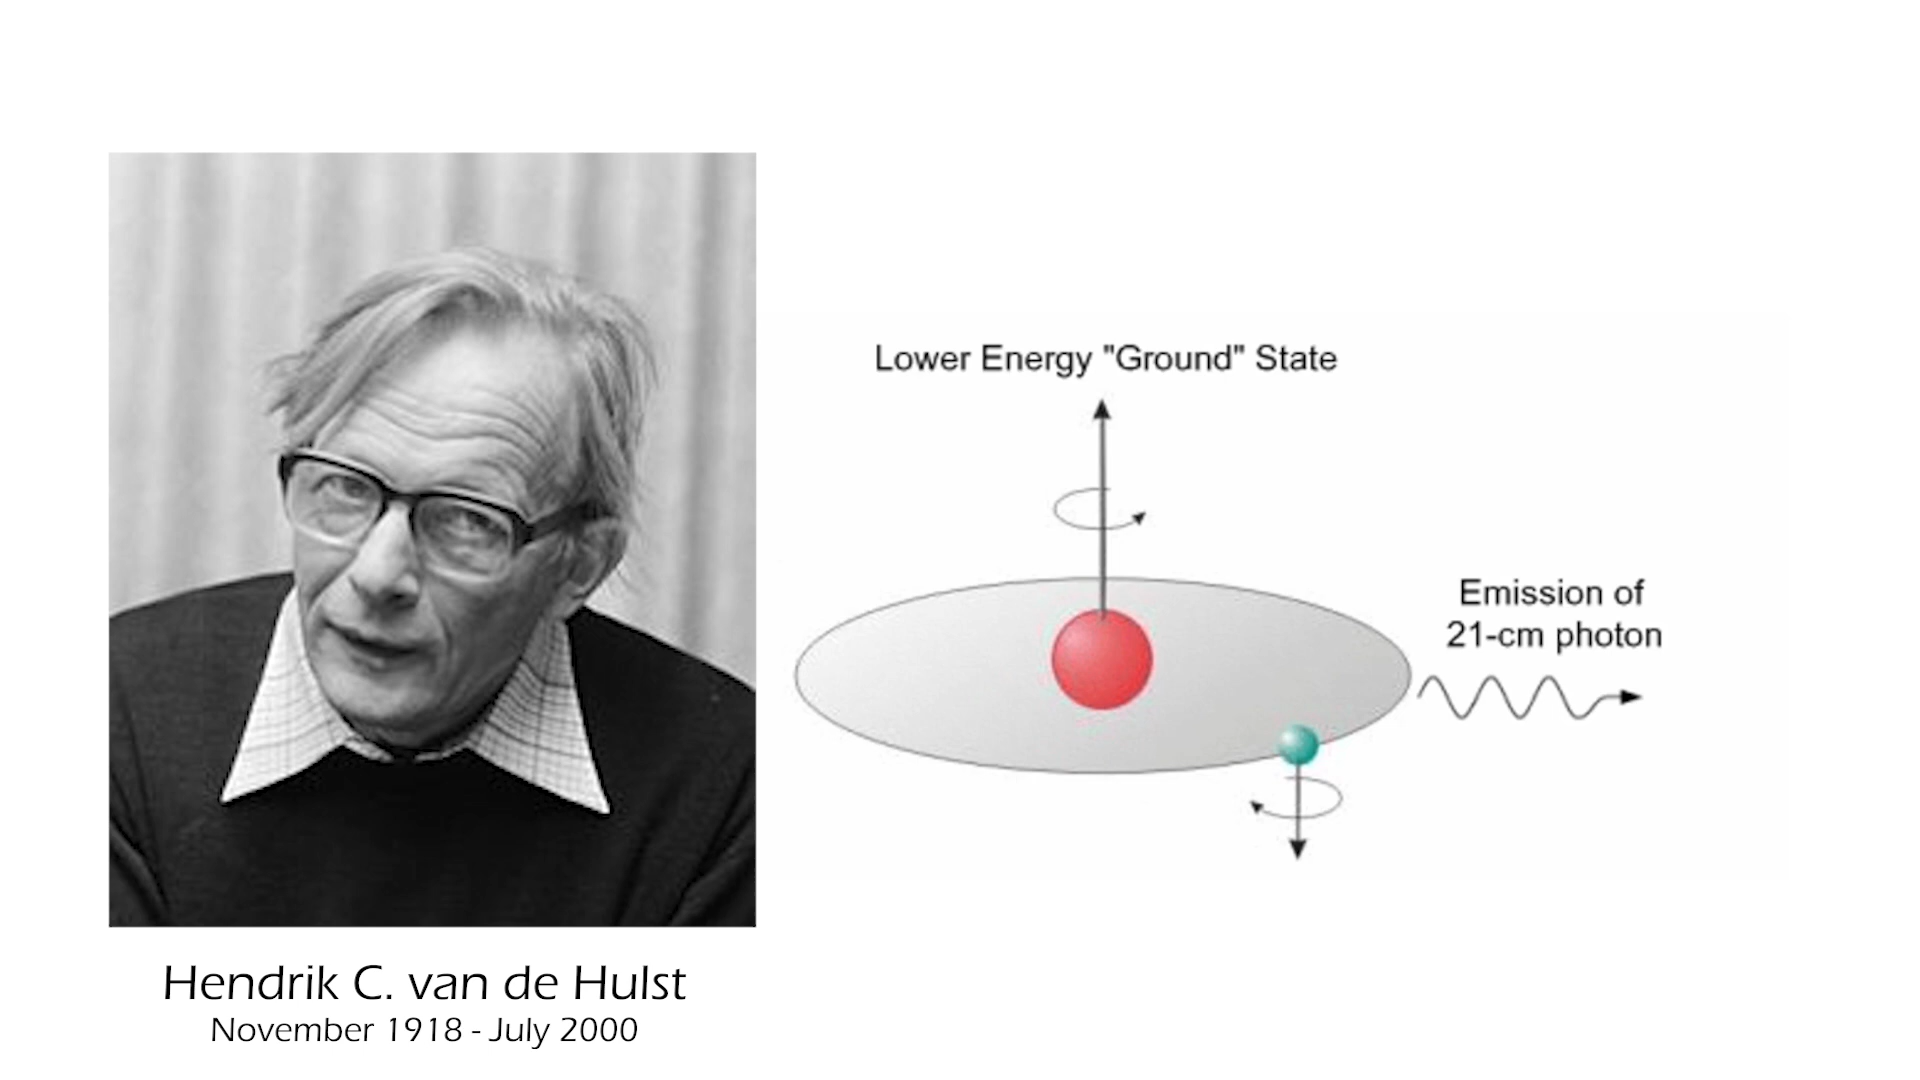 Lower Energy "Ground" State
Emission of
21-cm photon
Hendrik C. van de Hulst
November 1918 - July 2000